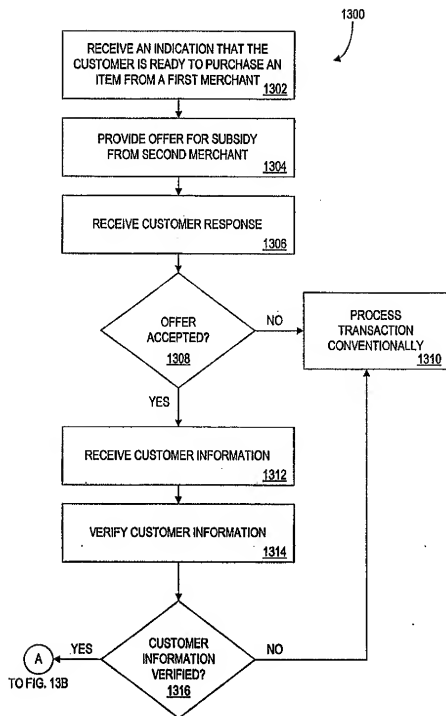 1300
RECEIVE AN INDICATION THAT THE
CUSTOMER IS READY TO PURCHASE AN
ITEM FROM A FIRST MERCHANT
1302
PROVIDE OFFER FOR SUBSIDY
FROM SECOND MERCHANT
1304
RECEIVE CUSTOMER RESPONSE
1306
OFFER
ACCEPTED?
1308
NO
PROCESS
TRANSACTION
CONVENTIONALLY
1310
YES
RECEIVE CUSTOMER INFORMATION
1312
VERIFY CUSTOMER INFORMATION
1314
CUSTOMER
INFORMATION
VERIFIED?
1316
YES
NO
A
TO FIG. 13B